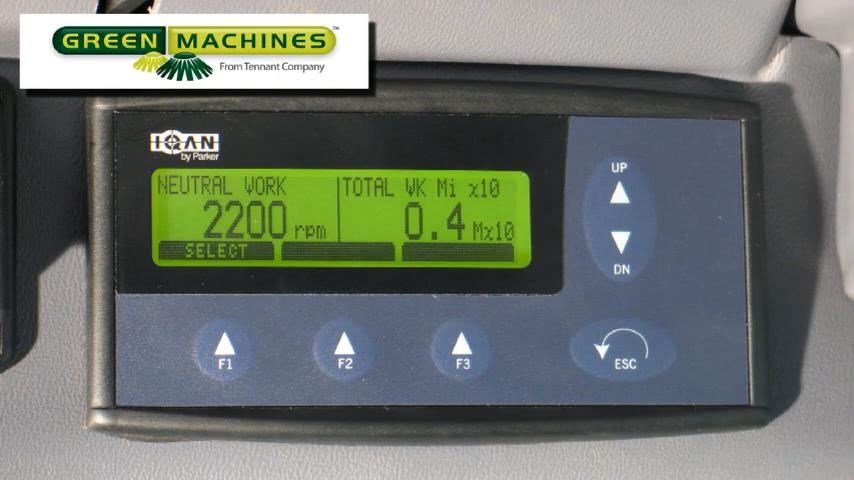 GREEN MACHINES™
From Tennant Company
IQAN
by Parker
NEUTRAL WORK
2200 rpm
TOTAL WK Mi x10
0.4 Mx10
SELECT
UP
DN
F1
F2
F3
ESC